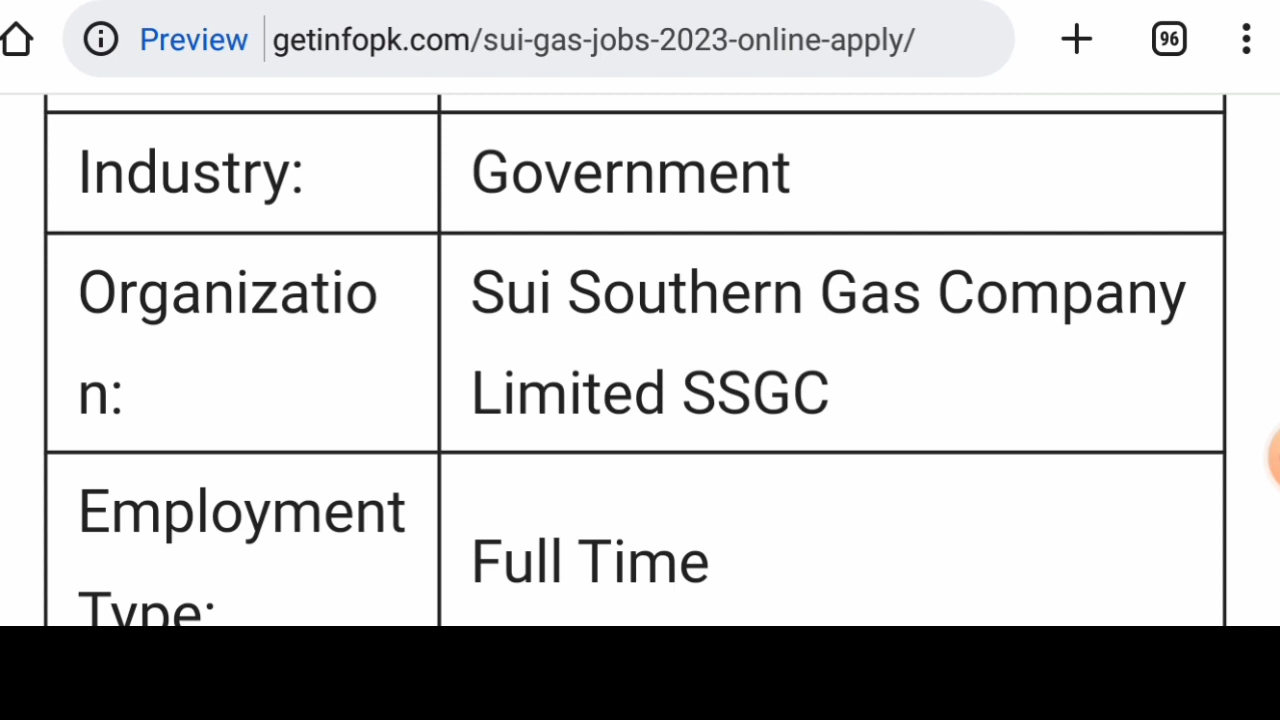 Preview getinfopk.com/sui-gas-jobs-2023-online-apply/ 96
Industry: Government
Organizatio Sui Southern Gas Company
n: Limited SSGC
Employment
Full Time
Type: